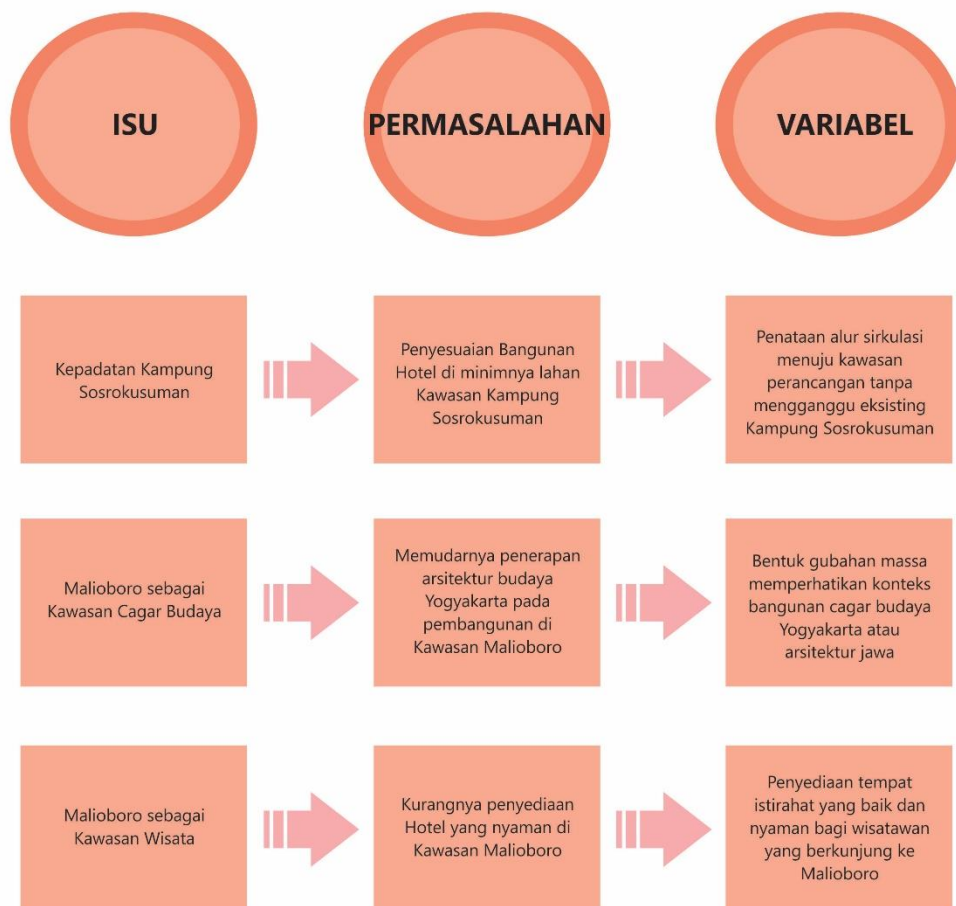 ISU
PERMASALAHAN
VARIABEL
Kepadatan Kampung
Sosrokusuman
Penyesuaian Bangunan
Hotel di minimnya lahan
Kawasan Kampung
Sosrokusuman
Penataan alur sirkulasi
menuju kawasan
perancangan tanpa
mengganggu eksisting
Kampung Sosrokusuman
Malioboro sebagai
Kawasan Cagar Budaya
Memudarnya penerapan
arsitektur budaya
Yogyakarta pada
pembangunan di
Kawasan Malioboro
Bentuk gubahan massa
memperhatikan konteks
bangunan cagar budaya
Yogyakarta atau
arsitektur jawa
Malioboro sebagai
Kawasan Wisata
Kurangnya penyediaan
Hotel yang nyaman di
Kawasan Malioboro
Penyediaan tempat
istirahat yang baik dan
nyaman bagi wisatawan
yang berkunjung ke
Malioboro